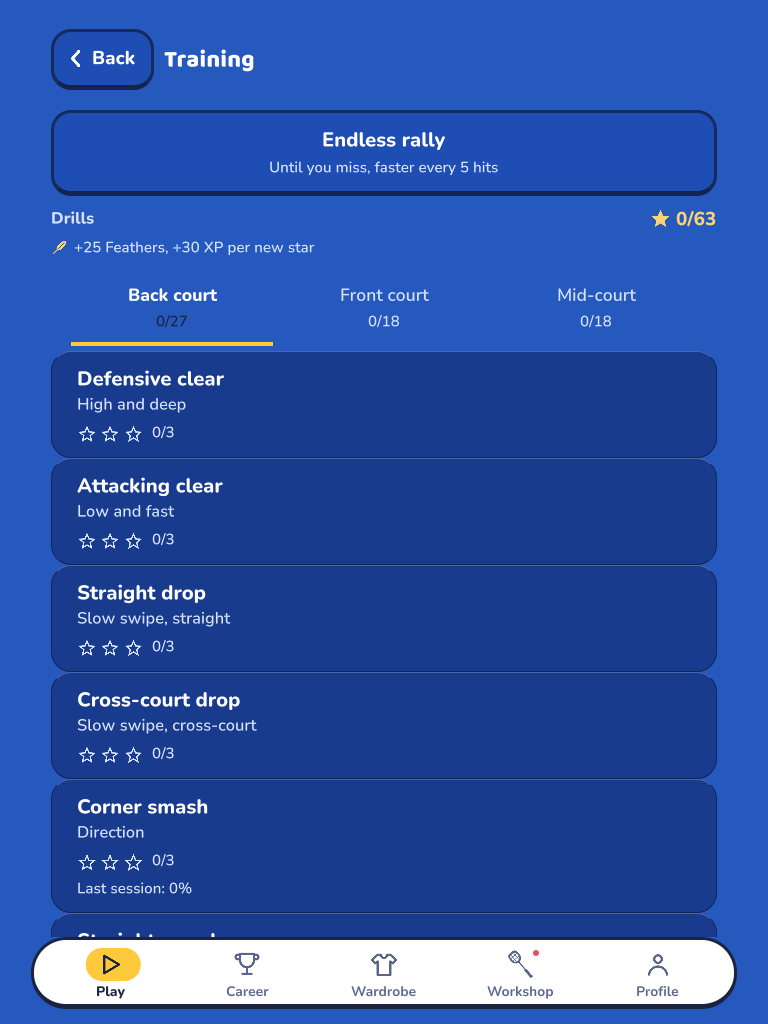 Back
Training
Endless rally
Until you miss, faster every 5 hits
Drills
0/63
+25 Feathers, +30 XP per new star
Back court
Front court
Mid-court
0/27
0/18
0/18
Defensive clear
High and deep
0/3
Attacking clear
Low and fast
0/3
Straight drop
Slow swipe, straight
0/3
Cross-court drop
Slow swipe, cross-court
0/3
Corner smash
Direction
0/3
Last session: 0%
Play
Career
Wardrobe
Workshop
Profile